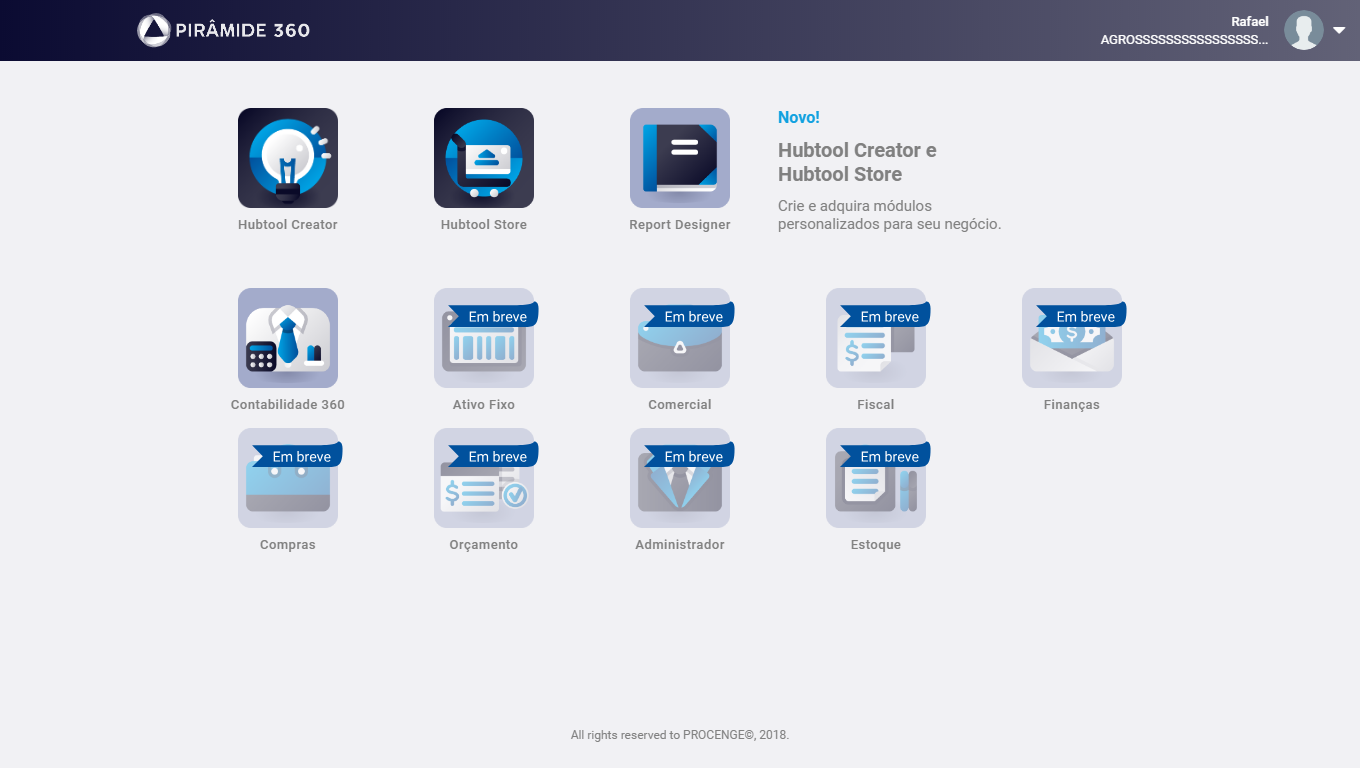 PIRÂMIDE 360
Rafael
AGROSSSSSSSSSSSSSSSS...
Hubtool Creator
Hubtool Store
Report Designer
Novo!
Hubtool Creator e
Hubtool Store
Crie e adquira módulos
personalizados para seu negócio.
Em breve
Em breve
Em breve
Em breve
Contabilidade 360
Ativo Fixo
Comercial
Fiscal
Finanças
Em breve
Em breve
Em breve
Em breve
Compras
Orçamento
Administrador
Estoque
All rights reserved to PROCENGE©, 2018.